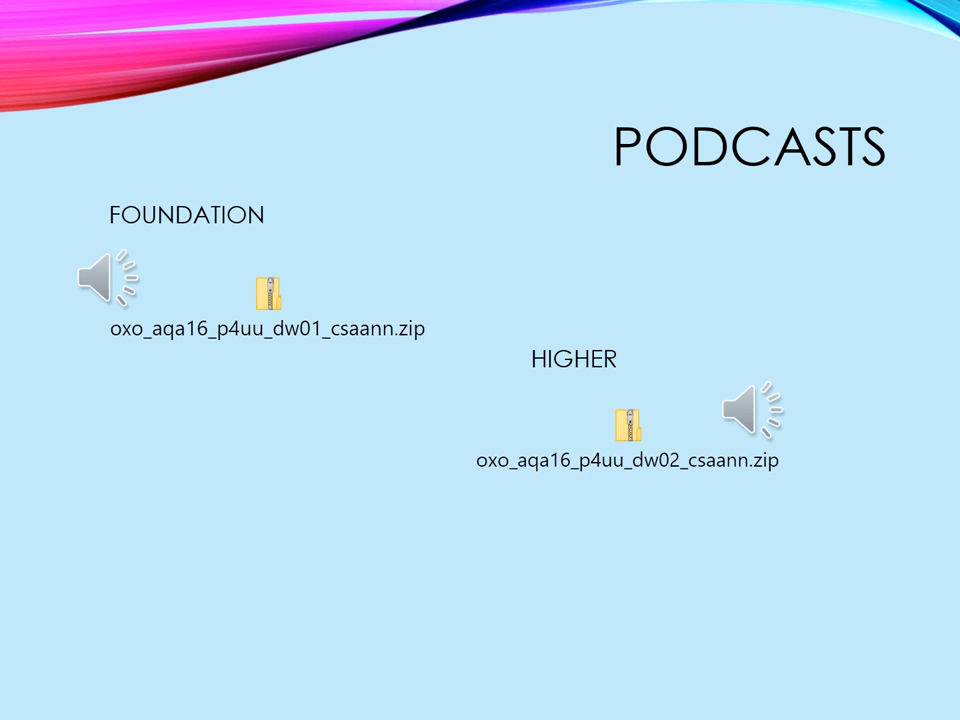 PODCASTS
FOUNDATION
oxo_aqa16_p4uu_dw01_csaann.zip
HIGHER
oxo_aqa16_p4uu_dw02_csaann.zip